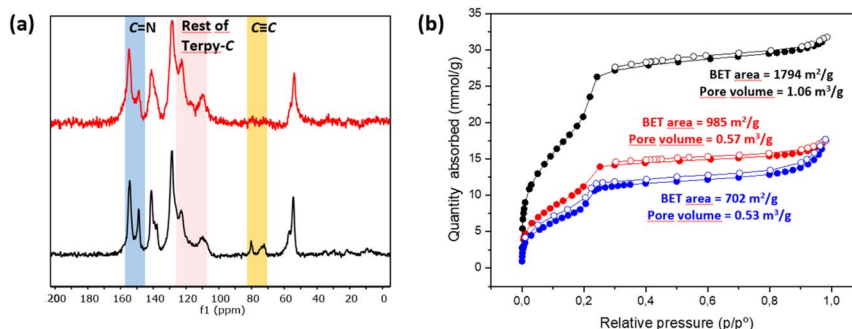 (a)
C=N
Rest of
Terpy-C
C≡C
200 160 140 120 100 80 60 40 20 0
f1 (ppm)
(b)
35
30
25
20
15
10
5
0
Quantity absorbed (mmol/g)
BET area = 1794 m²/g
Pore volume = 1.06 m³/g
BET area = 985 m²/g
Pore volume = 0.57 m³/g
BET area = 702 m²/g
Pore volume = 0.53 m³/g
0,0 0,2 0,4 0,6 0,8 1,0
Relative pressure (p/p°)